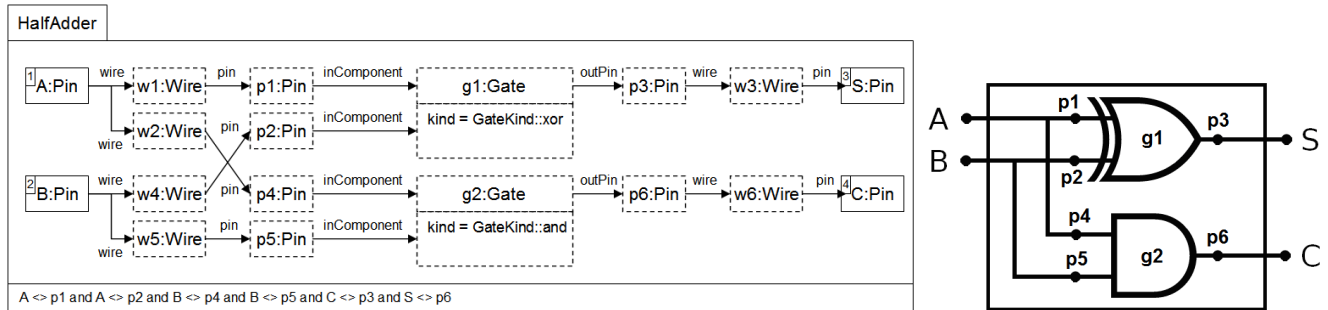 HalfAdder
1 A:Pin wire w1:Wire pin p1:Pin inComponent g1:Gate outPin p3:Pin wire w3:Wire pin 3 S:Pin
wire w2:Wire pin p2:Pin inComponent kind = GateKind::xor
2 B:Pin wire w4:Wire pin p4:Pin inComponent g2:Gate outPin p6:Pin wire w6:Wire pin 4 C:Pin
wire w5:Wire pin p5:Pin inComponent kind = GateKind::and
A <> p1 and A <> p2 and B <> p4 and B <> p5 and C <> p3 and S <> p6
A p1 g1 p3 S
B p2
p4 g2 p6 C
p5